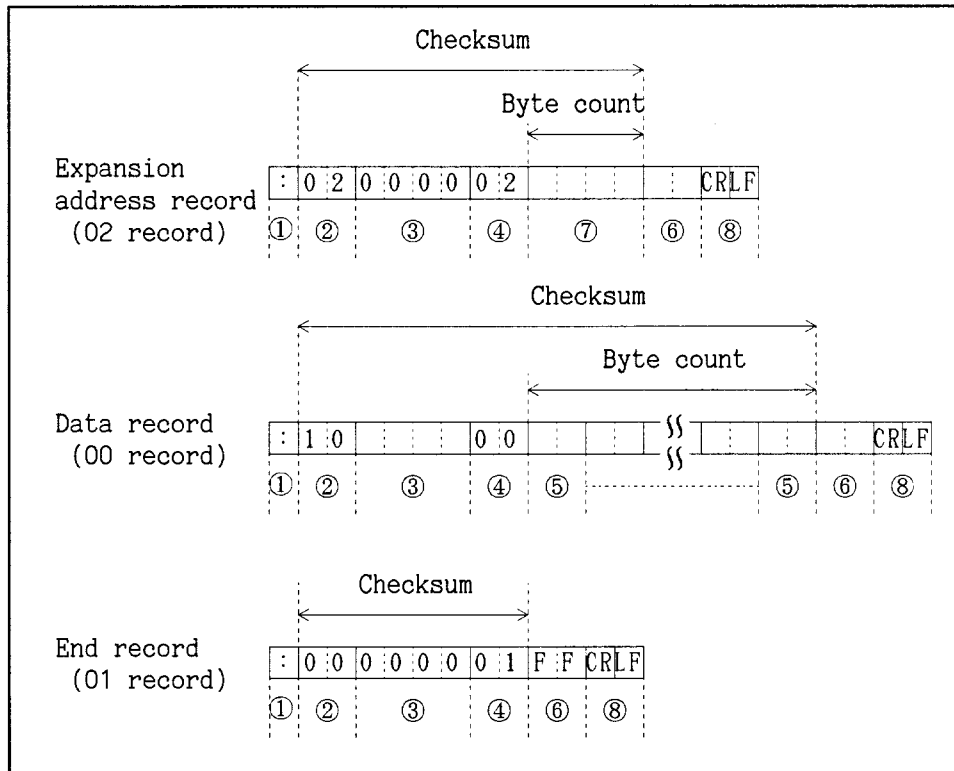 Checksum
Byte count
Expansion
address record
(02 record)
: 0 2 0 0 0 0 0 2 CR LF
① ② ③ ④ ⑦ ⑥ ⑧
Checksum
Byte count
Data record
(00 record)
: 1 0 0 0 CR LF
① ② ③ ④ ⑤ ⑤ ⑥ ⑧
Checksum
End record
(01 record)
: 0 0 0 0 0 0 0 1 F F CR LF
① ② ③ ④ ⑥ ⑧